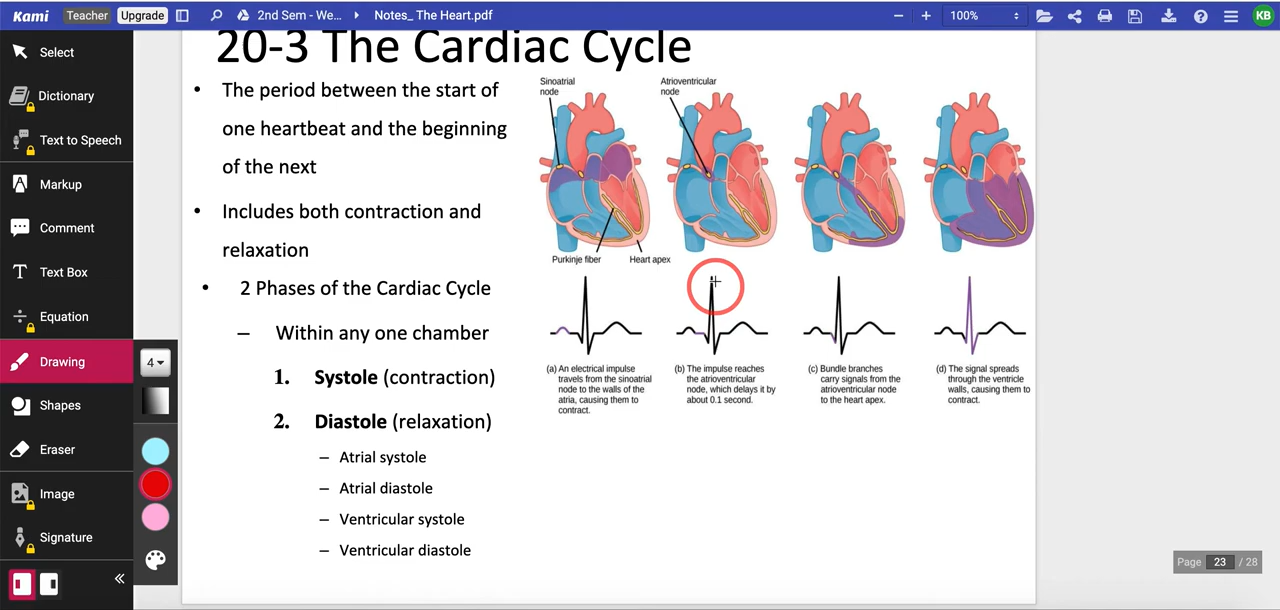 Kami Teacher Upgrade 2nd Sem - We... Notes_ The Heart.pdf 100% KB
Select
Dictionary
Text to Speech
Markup
Comment
Text Box
Equation
Drawing
Shapes
Eraser
Image
Signature
4
20-3 The Cardiac Cycle
• The period between the start of
one heartbeat and the beginning
of the next
• Includes both contraction and
relaxation
• 2 Phases of the Cardiac Cycle
– Within any one chamber
1. Systole (contraction)
2. Diastole (relaxation)
– Atrial systole
– Atrial diastole
– Ventricular systole
– Ventricular diastole
Sinoatrial
node
Atrioventricular
node
Purkinje fiber
Heart apex
(a) An electrical impulse
travels from the sinoatrial
node to the walls of the
atria, causing them to
contract.
(b) The impulse reaches
the atrioventricular
node, which delays it by
about 0.1 second.
(c) Bundle branches
carry signals from the
atrioventricular node
to the heart apex.
(d) The signal spreads
through the ventricle
walls, causing them to
contract.
Page 23 / 28